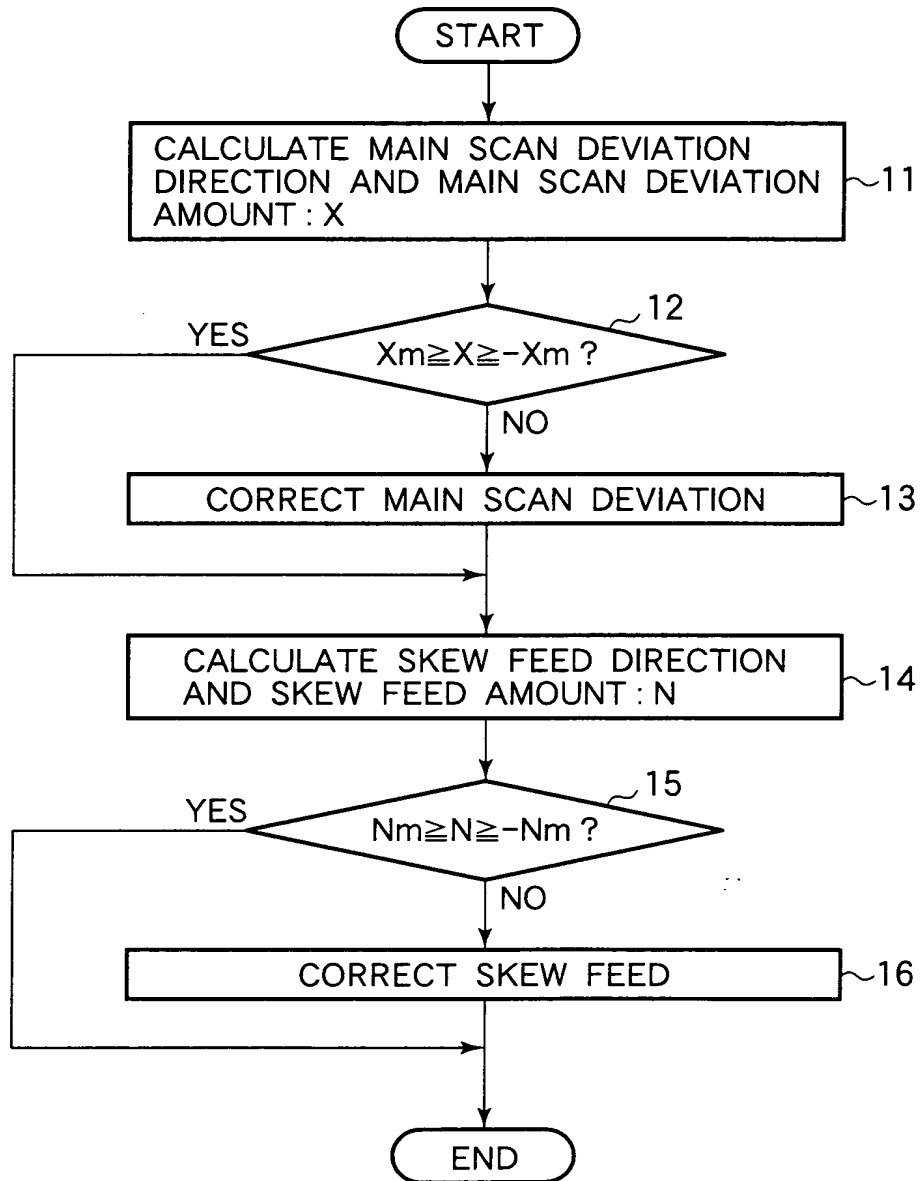 START
CALCULATE MAIN SCAN DEVIATION
DIRECTION AND MAIN SCAN DEVIATION
AMOUNT : X
11
12
YES
Xm≧X≧-Xm ?
NO
CORRECT MAIN SCAN DEVIATION
13
CALCULATE SKEW FEED DIRECTION
AND SKEW FEED AMOUNT : N
14
15
YES
Nm≧N≧-Nm ?
NO
CORRECT SKEW FEED
16
END